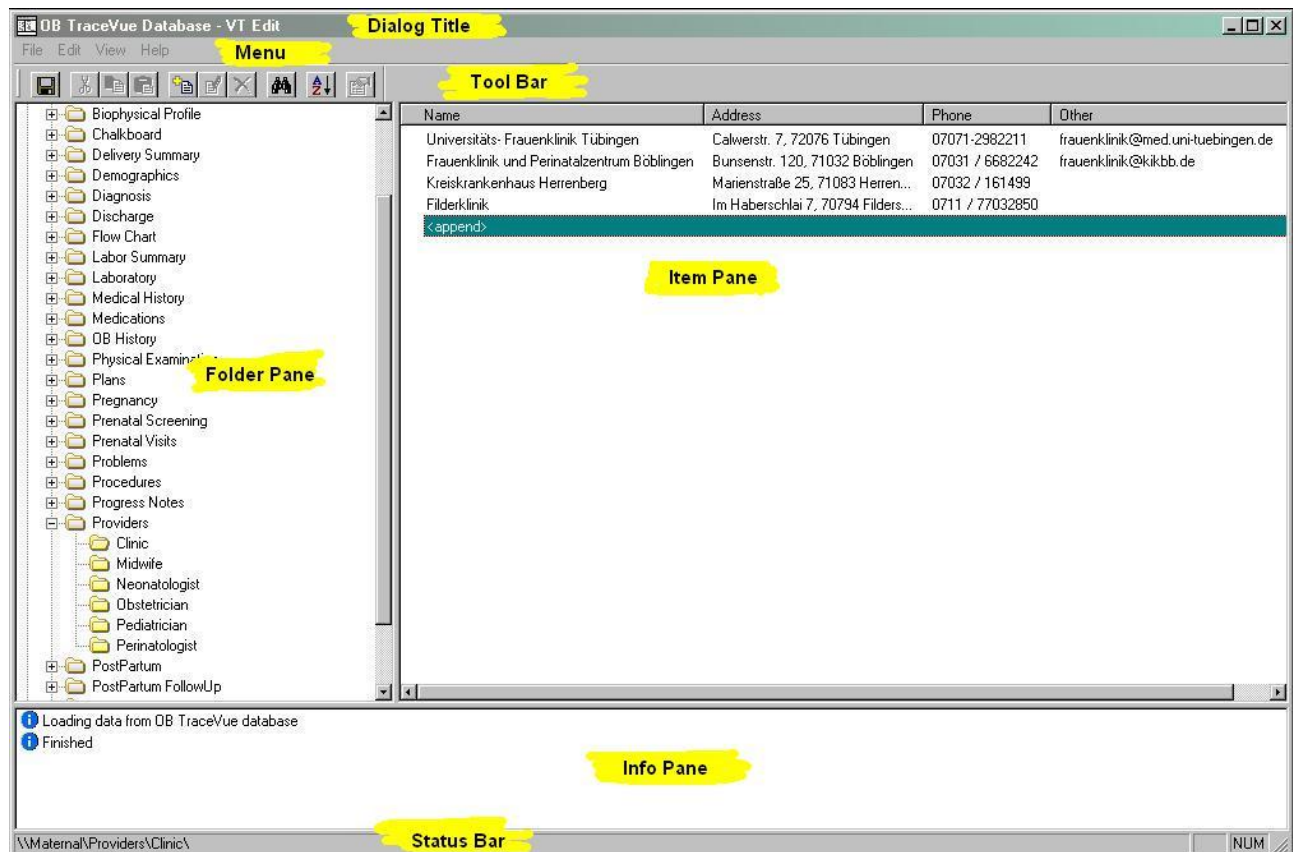 OB TraceVue Database - VT Edit
Dialog Title
File Edit View Help
Menu
Tool Bar
Biophysical Profile
Chalkboard
Delivery Summary
Demographics
Diagnosis
Discharge
Flow Chart
Labor Summary
Laboratory
Medical History
Medications
OB History
Physical Examination
Plans
Folder Pane
Pregnancy
Prenatal Screening
Prenatal Visits
Problems
Procedures
Progress Notes
Providers
Clinic
Midwife
Neonatologist
Obstetrician
Pediatrician
Perinatologist
PostPartum
PostPartum FollowUp
Name Address Phone Other
Universitäts- Frauenklinik Tübingen Calwerstr. 7, 72076 Tübingen 07071-2982211 frauenklinik@med.uni-tuebingen.de
Frauenklinik und Perinatalzentrum Böblingen Bunsenstr. 120, 71032 Böblingen 07031 / 6682242 frauenklinik@kikbb.de
Kreiskrankenhaus Herrenberg Marienstraße 25, 71083 Herren... 07032 / 161499
Filderklinik Im Haberschlai 7, 70794 Filders... 0711 / 77032850
<append>
Item Pane
Loading data from OB TraceVue database
Finished
Info Pane
\\Maternal\Providers\Clinic\
Status Bar
NUM